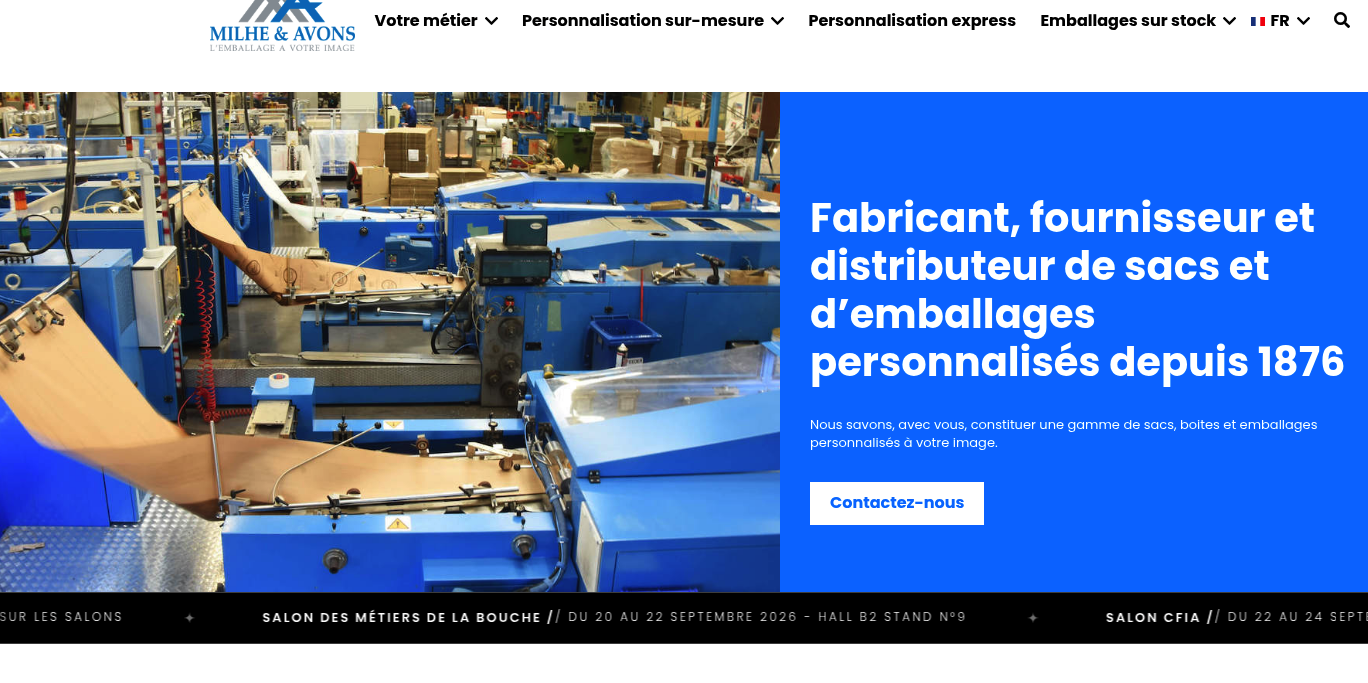 MILHE & AVONS
L'EMBALLAGE A VOTRE IMAGE
Votre métier
Personnalisation sur-mesure
Personnalisation express
Emballages sur stock
FR
Fabricant, fournisseur et
distributeur de sacs et
d’emballages
personnalisés depuis 1876
Nous savons, avec vous, constituer une gamme de sacs, boites et emballages
personnalisés à votre image.
Contactez-nous
SUR LES SALONS
SALON DES MÉTIERS DE LA BOUCHE // DU 20 AU 22 SEPTEMBRE 2026 - HALL B2 STAND N°9
SALON CFIA // DU 22 AU 24 SEPTE